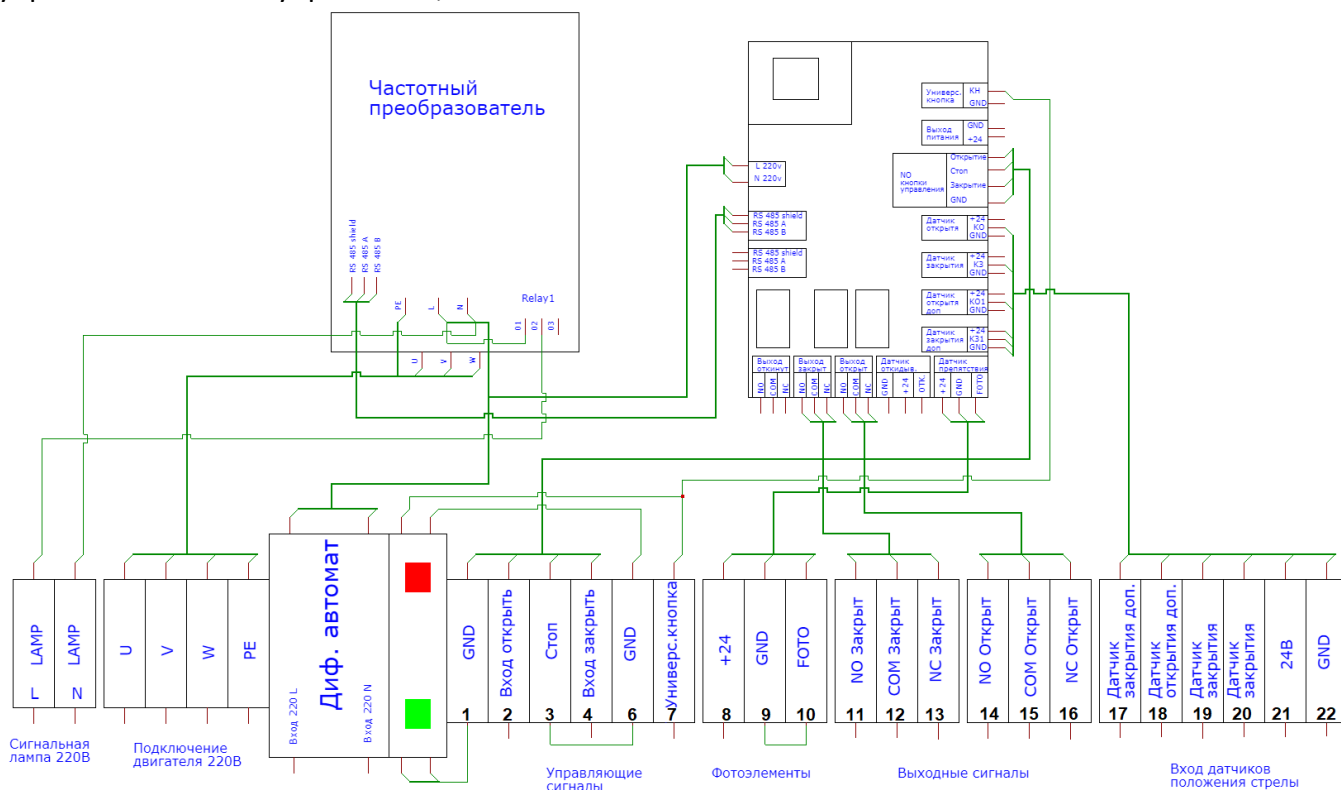 Частотный
преобразователь
RS 485 shield
RS 485 A
RS 485 B
PE
L
N
Relay1
01
02
03
U
V
W
L 220v
N 220v
RS 485 shield
RS 485 A
RS 485 B
RS 485 shield
RS 485 A
RS 485 B
Универс.
кнопка
КН
GND
Выход
питания
GND
+24
NO
кнопки
управления
Открытие
Стоп
Закрытие
GND
Датчик
открытя
+24
КО
GND
Датчик
закрытия
+24
КЗ
GND
Датчик
открытя
доп
+24
КО1
GND
Датчик
закрытия
доп
+24
К31
GND
Выход
откинут
NO
COM
NC
Выход
закрыт
NO
COM
NC
Выход
открыт
NO
COM
NC
Датчик
откидыв.
GND
+24
ОТК.
Датчик
препятствия
+24
GND
FOTO
LAMP L
LAMP N
Сигнальная
лампа 220В
U
V
W
PE
Подключение
двигателя 220В
Диф. автомат
Вход 220 L
Вход 220 N
GND
1
Вход открыть
2
Стоп
3
Вход закрыть
4
GND
6
Универс.кнопка
7
Управляющие
сигналы
+24
8
GND
9
FOTO
10
Фотоэлементы
NO Закрыт
11
COM Закрыт
12
NC Закрыт
13
NO Открыт
14
COM Открыт
15
NC Открыт
16
Выходные сигналы
Датчик
закрытия доп.
17
Датчик
открытия доп.
18
Датчик
закрытия
19
Датчик
закрытия
20
24В
21
GND
22
Вход датчиков
положения стрелы